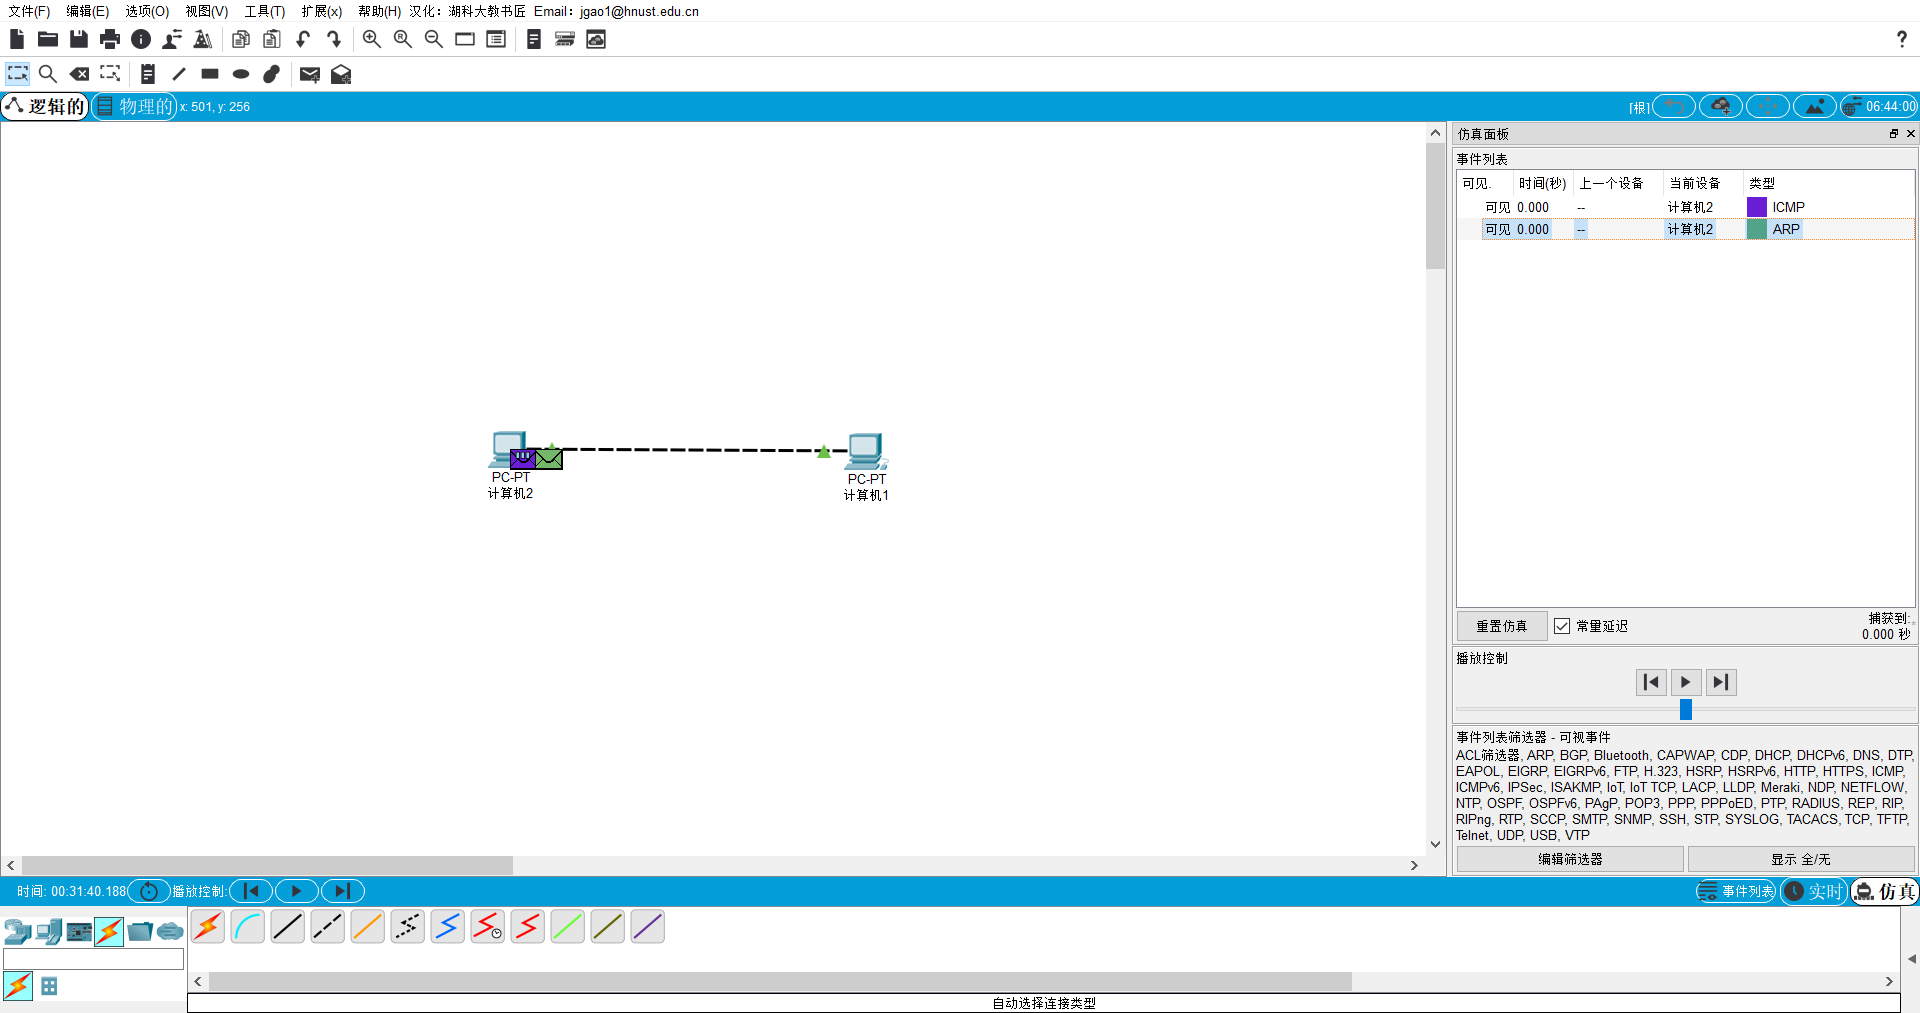 文件(F) 编辑(E) 选项(O) 视图(V) 工具(T) 扩展(x) 帮助(H) 汉化：湖科大教书匠 Email：jgao1@hnust.edu.cn
逻辑的 物理的 x: 501, y: 256 [根] 06:44:00
仿真面板
事件列表
可见. 时间(秒) 上一个设备 当前设备 类型
可见 0.000 -- 计算机2 ICMP
可见 0.000 -- 计算机2 ARP
PC-PT
计算机2
PC-PT
计算机1
重置仿真 常量延迟 捕获到:
0.000 秒
播放控制
事件列表筛选器 - 可视事件
ACL筛选器, ARP, BGP, Bluetooth, CAPWAP, CDP, DHCP, DHCPv6, DNS, DTP,
EAPOL, EIGRP, EIGRPv6, FTP, H.323, HSRP, HSRPv6, HTTP, HTTPS, ICMP,
ICMPv6, IPSec, ISAKMP, IoT, IoT TCP, LACP, LLDP, Meraki, NDP, NETFLOW,
NTP, OSPF, OSPFv6, PAgP, POP3, PPP, PPPoED, PTP, RADIUS, REP, RIP,
RIPng, RTP, SCCP, SMTP, SNMP, SSH, STP, SYSLOG, TACACS, TCP, TFTP,
Telnet, UDP, USB, VTP
编辑筛选器 显示 全/无
时间: 00:31:40.188 播放控制: 事件列表 实时 仿真
自动选择连接类型